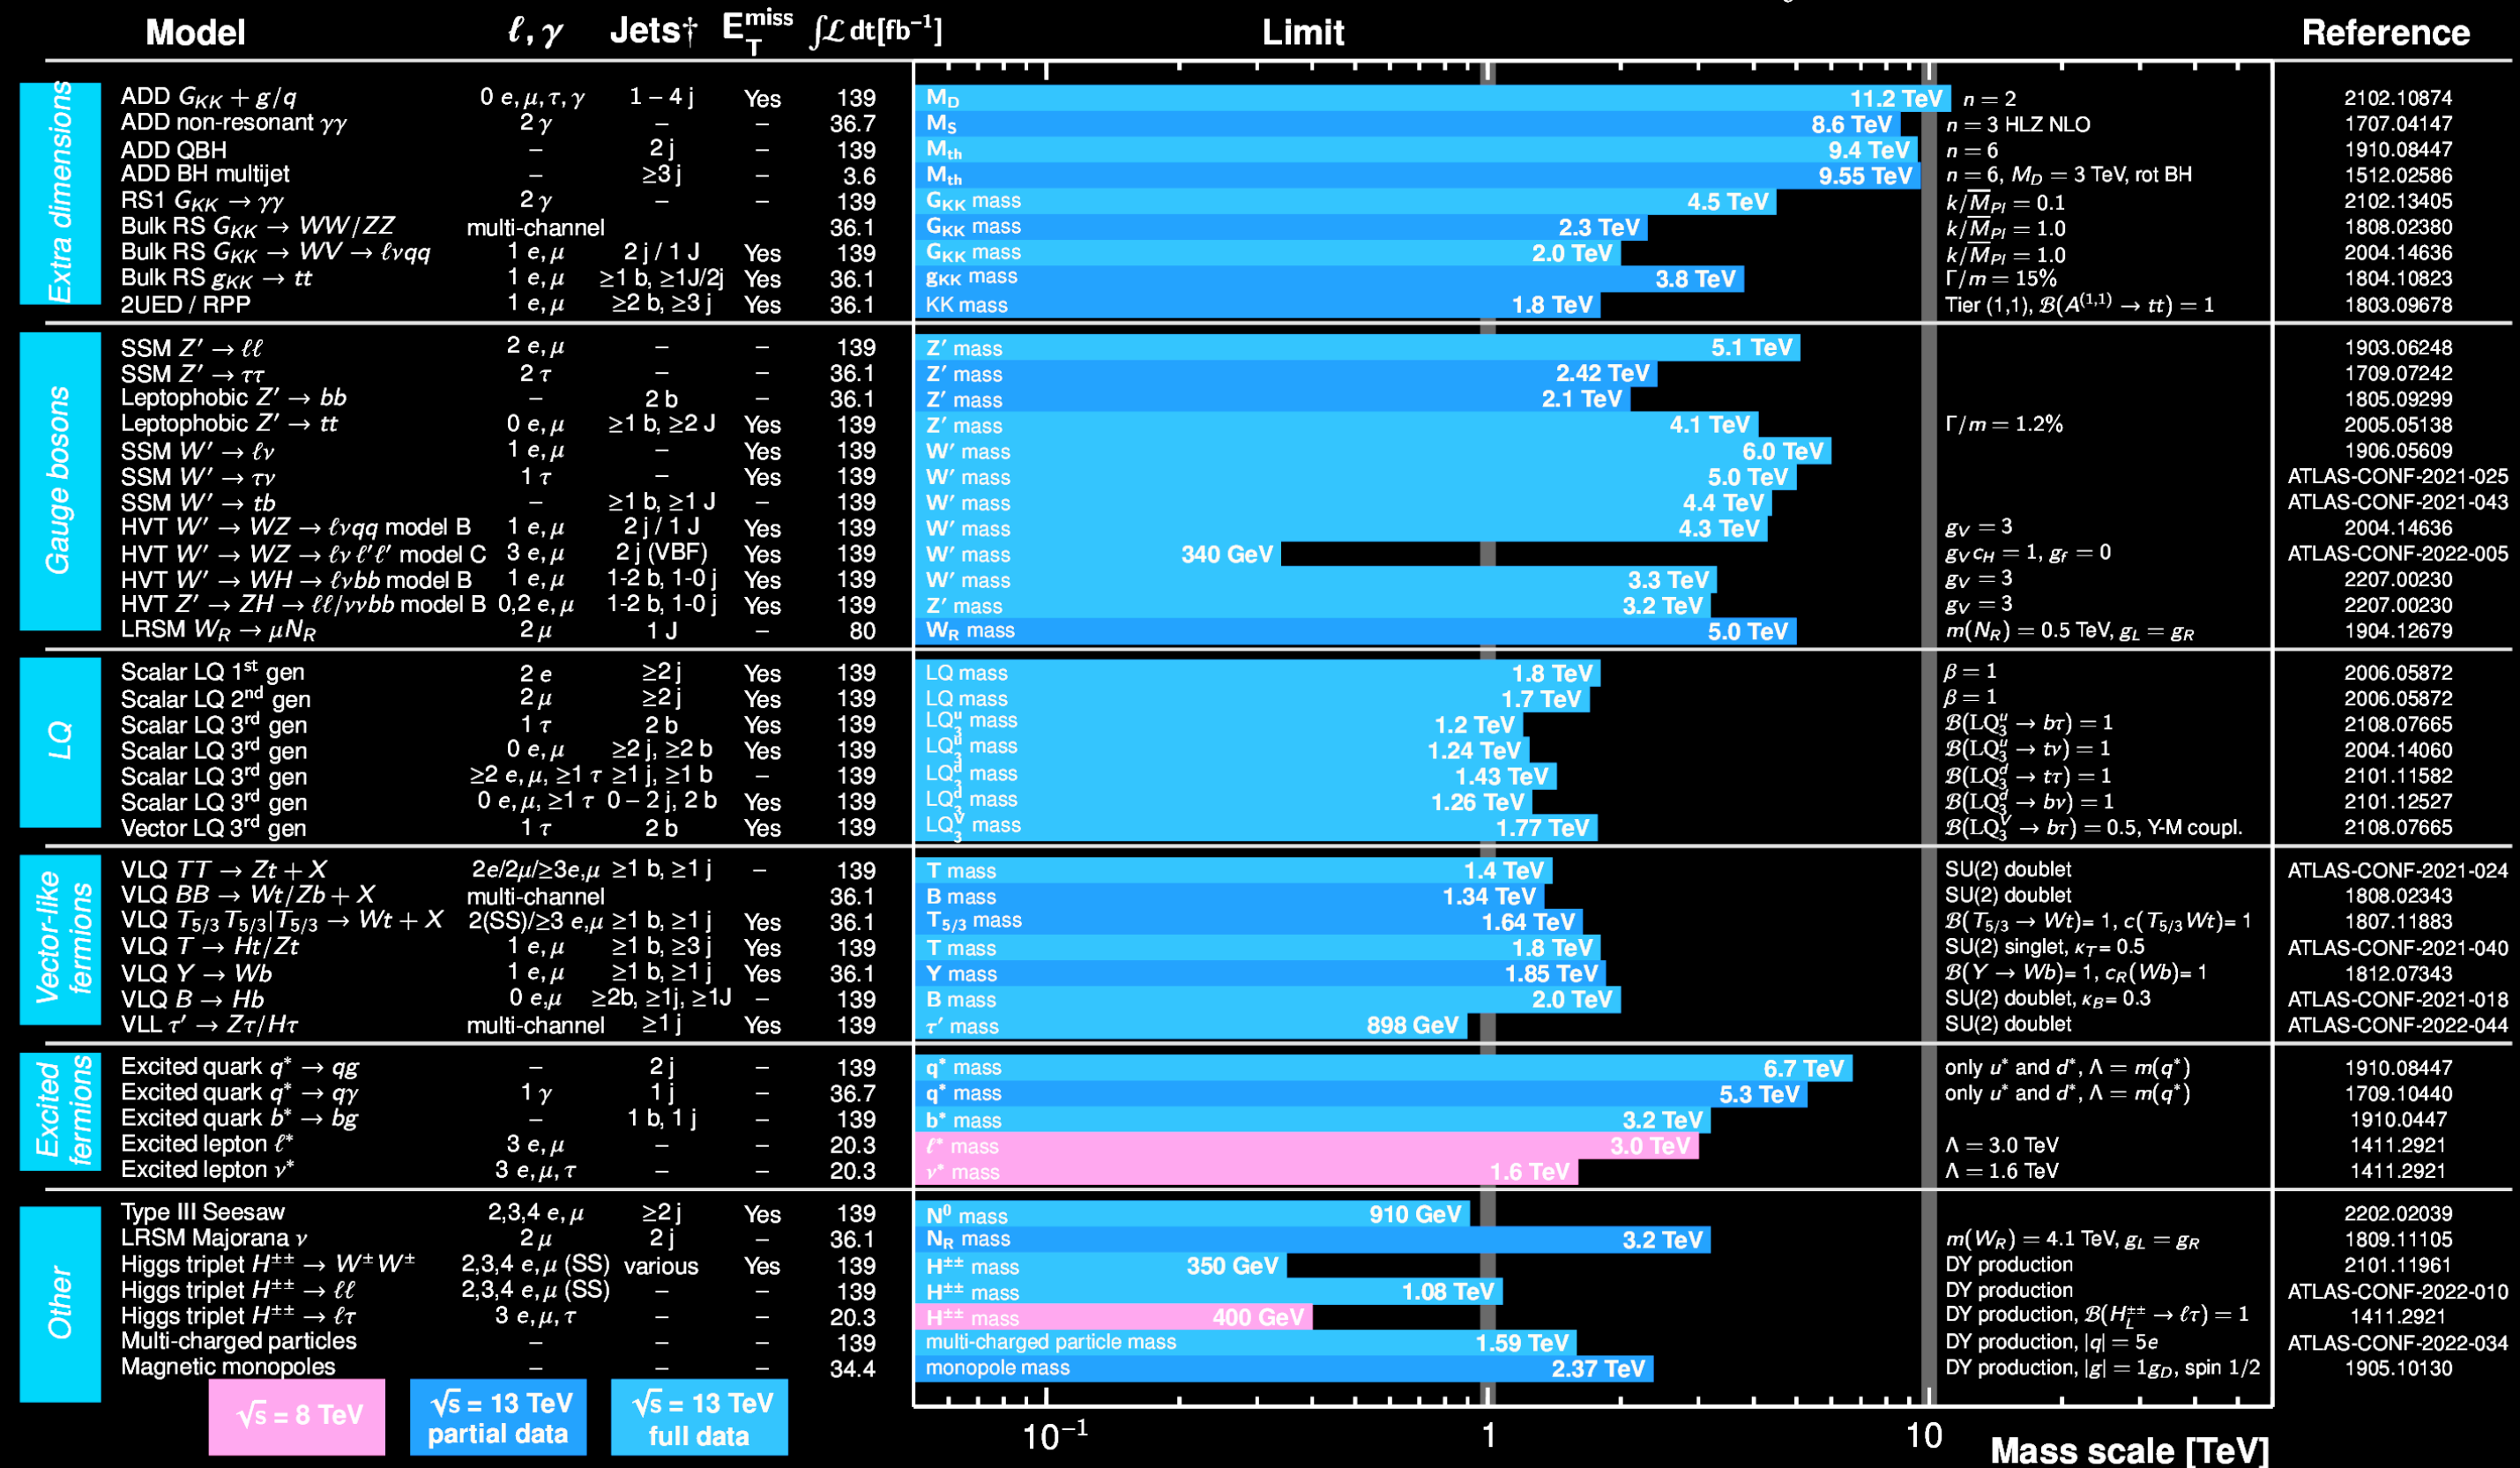 Model ℓ, γ Jets† E_T^miss ∫ℒ dt[fb⁻¹] Limit Reference
Extra dimensions
ADD G_KK + g/q 0 e, μ, τ, γ 1 − 4 j Yes 139 M_D 11.2 TeV n = 2 2102.10874
ADD non-resonant γγ 2 γ − − 36.7 M_S 8.6 TeV n = 3 HLZ NLO 1707.04147
ADD QBH − 2 j − 139 M_th 9.4 TeV n = 6 1910.08447
ADD BH multijet − ≥3 j − 3.6 M_th 9.55 TeV n = 6, M_D = 3 TeV, rot BH 1512.02586
RS1 G_KK → γγ 2 γ − − 139 G_KK mass 4.5 TeV k/M̅_Pl = 0.1 2102.13405
Bulk RS G_KK → WW/ZZ multi-channel 36.1 G_KK mass 2.3 TeV k/M̅_Pl = 1.0 1808.02380
Bulk RS G_KK → WV → ℓνqq 1 e, μ 2 j / 1 J Yes 139 G_KK mass 2.0 TeV k/M̅_Pl = 1.0 2004.14636
Bulk RS g_KK → tt 1 e, μ ≥1 b, ≥1J/2j Yes 36.1 g_KK mass 3.8 TeV Γ/m = 15% 1804.10823
2UED / RPP 1 e, μ ≥2 b, ≥3 j Yes 36.1 KK mass 1.8 TeV Tier (1,1), ℬ(A^(1,1) → tt) = 1 1803.09678
Gauge bosons
SSM Z′ → ℓℓ 2 e, μ − − 139 Z′ mass 5.1 TeV 1903.06248
SSM Z′ → ττ 2 τ − − 36.1 Z′ mass 2.42 TeV 1709.07242
Leptophobic Z′ → bb − 2 b − 36.1 Z′ mass 2.1 TeV 1805.09299
Leptophobic Z′ → tt 0 e, μ ≥1 b, ≥2 J Yes 139 Z′ mass 4.1 TeV Γ/m = 1.2% 2005.05138
SSM W′ → ℓν 1 e, μ − Yes 139 W′ mass 6.0 TeV 1906.05609
SSM W′ → τν 1 τ − Yes 139 W′ mass 5.0 TeV ATLAS-CONF-2021-025
SSM W′ → tb − ≥1 b, ≥1 J − 139 W′ mass 4.4 TeV ATLAS-CONF-2021-043
HVT W′ → WZ → ℓνqq model B 1 e, μ 2 j / 1 J Yes 139 W′ mass 4.3 TeV g_V = 3 2004.14636
HVT W′ → WZ → ℓν ℓ′ℓ′ model C 3 e, μ 2 j (VBF) Yes 139 W′ mass 340 GeV g_V c_H = 1, g_f = 0 ATLAS-CONF-2022-005
HVT W′ → WH → ℓνbb model B 1 e, μ 1-2 b, 1-0 j Yes 139 W′ mass 3.3 TeV g_V = 3 2207.00230
HVT Z′ → ZH → ℓℓ/ννbb model B 0,2 e, μ 1-2 b, 1-0 j Yes 139 Z′ mass 3.2 TeV g_V = 3 2207.00230
LRSM W_R → μN_R 2 μ 1 J − 80 W_R mass 5.0 TeV m(N_R) = 0.5 TeV, g_L = g_R 1904.12679
LQ
Scalar LQ 1st gen 2 e ≥2 j Yes 139 LQ mass 1.8 TeV β = 1 2006.05872
Scalar LQ 2nd gen 2 μ ≥2 j Yes 139 LQ mass 1.7 TeV β = 1 2006.05872
Scalar LQ 3rd gen 1 τ 2 b Yes 139 LQ_3^u mass 1.2 TeV ℬ(LQ_3^u → bτ) = 1 2108.07665
Scalar LQ 3rd gen 0 e, μ ≥2 j, ≥2 b Yes 139 LQ_3^u mass 1.24 TeV ℬ(LQ_3^u → tν) = 1 2004.14060
Scalar LQ 3rd gen ≥2 e, μ, ≥1 τ ≥1 j, ≥1 b − 139 LQ_3^d mass 1.43 TeV ℬ(LQ_3^d → tτ) = 1 2101.11582
Scalar LQ 3rd gen 0 e, μ, ≥1 τ 0 − 2 j, 2 b Yes 139 LQ_3^d mass 1.26 TeV ℬ(LQ_3^d → bν) = 1 2101.12527
Vector LQ 3rd gen 1 τ 2 b Yes 139 LQ_3^V mass 1.77 TeV ℬ(LQ_3^V → bτ) = 0.5, Y-M coupl. 2108.07665
Vector-like fermions
VLQ TT → Zt + X 2e/2μ/≥3e,μ ≥1 b, ≥1 j − 139 T mass 1.4 TeV SU(2) doublet ATLAS-CONF-2021-024
VLQ BB → Wt/Zb + X multi-channel 36.1 B mass 1.34 TeV SU(2) doublet 1808.02343
VLQ T_5/3 T_5/3|T_5/3 → Wt + X 2(SS)/≥3 e,μ ≥1 b, ≥1 j Yes 36.1 T_5/3 mass 1.64 TeV ℬ(T_5/3 → Wt)= 1, c(T_5/3 Wt)= 1 1807.11883
VLQ T → Ht/Zt 1 e, μ ≥1 b, ≥3 j Yes 139 T mass 1.8 TeV SU(2) singlet, κ_T= 0.5 ATLAS-CONF-2021-040
VLQ Y → Wb 1 e, μ ≥1 b, ≥1 j Yes 36.1 Y mass 1.85 TeV ℬ(Y → Wb)= 1, c_R(Wb)= 1 1812.07343
VLQ B → Hb 0 e,μ ≥2b, ≥1j, ≥1J − 139 B mass 2.0 TeV SU(2) doublet, κ_B= 0.3 ATLAS-CONF-2021-018
VLL τ′ → Zτ/Hτ multi-channel ≥1 j Yes 139 τ′ mass 898 GeV SU(2) doublet ATLAS-CONF-2022-044
Excited fermions
Excited quark q* → qg − 2 j − 139 q* mass 6.7 TeV only u* and d*, Λ = m(q*) 1910.08447
Excited quark q* → qγ 1 γ 1 j − 36.7 q* mass 5.3 TeV only u* and d*, Λ = m(q*) 1709.10440
Excited quark b* → bg − 1 b, 1 j − 139 b* mass 3.2 TeV 1910.0447
Excited lepton ℓ* 3 e, μ − − 20.3 ℓ* mass 3.0 TeV Λ = 3.0 TeV 1411.2921
Excited lepton ν* 3 e, μ, τ − − 20.3 ν* mass 1.6 TeV Λ = 1.6 TeV 1411.2921
Other
Type III Seesaw 2,3,4 e, μ ≥2 j Yes 139 N⁰ mass 910 GeV 2202.02039
LRSM Majorana ν 2 μ 2 j − 36.1 N_R mass 3.2 TeV m(W_R) = 4.1 TeV, g_L = g_R 1809.11105
Higgs triplet H±± → W±W± 2,3,4 e, μ (SS) various Yes 139 H±± mass 350 GeV DY production 2101.11961
Higgs triplet H±± → ℓℓ 2,3,4 e, μ (SS) − − 139 H±± mass 1.08 TeV DY production ATLAS-CONF-2022-010
Higgs triplet H±± → ℓτ 3 e, μ, τ − − 20.3 H±± mass 400 GeV DY production, ℬ(H_L^±± → ℓτ) = 1 1411.2921
Multi-charged particles − − − 139 multi-charged particle mass 1.59 TeV DY production, |q| = 5e ATLAS-CONF-2022-034
Magnetic monopoles − − − 34.4 monopole mass 2.37 TeV DY production, |g| = 1g_D, spin 1/2 1905.10130
√s = 8 TeV
√s = 13 TeV
partial data
√s = 13 TeV
full data
10⁻¹ 1 10
Mass scale [TeV]